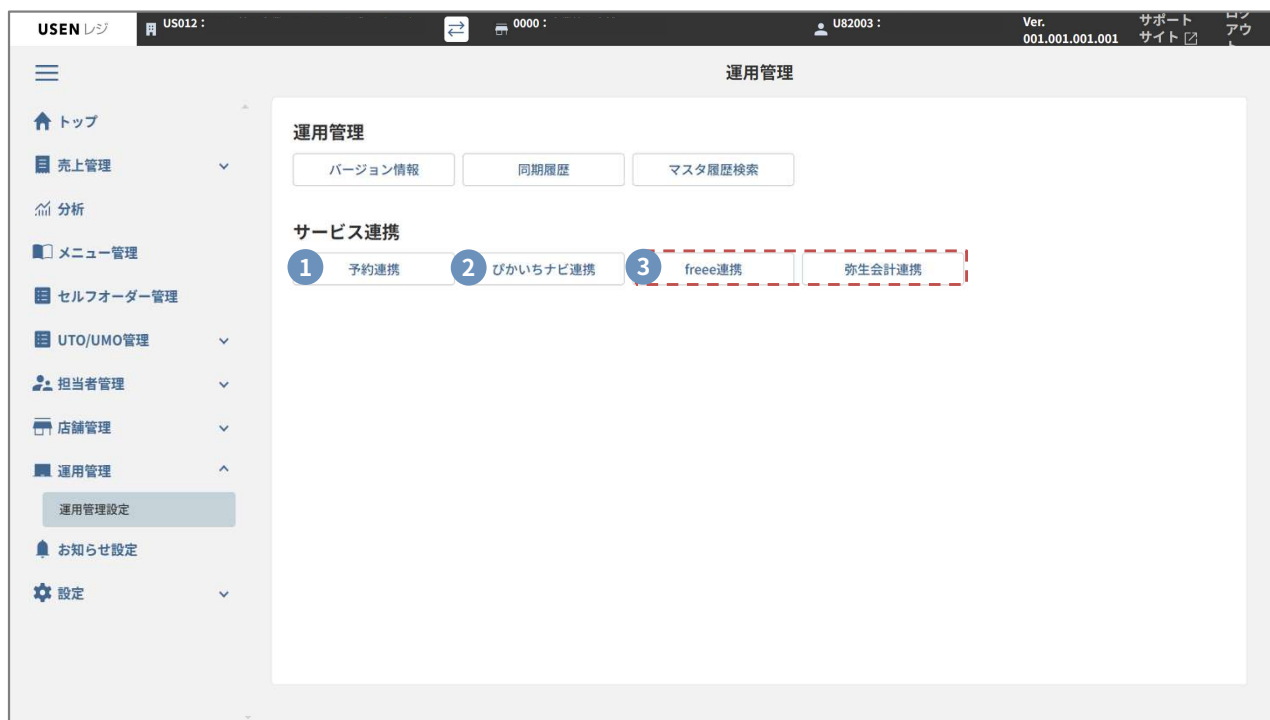 USEN レジ
US012：
0000：
U82003：
Ver.
001.001.001.001
サポート
サイト
ログ
アウ
ト
運用管理
トップ
売上管理
分析
メニュー管理
セルフオーダー管理
UTO/UMO管理
担当者管理
店舗管理
運用管理
運用管理設定
お知らせ設定
設定
運用管理
バージョン情報 同期履歴 マスタ履歴検索
サービス連携
1 予約連携 2 ぴかいちナビ連携 3 freee連携 弥生会計連携